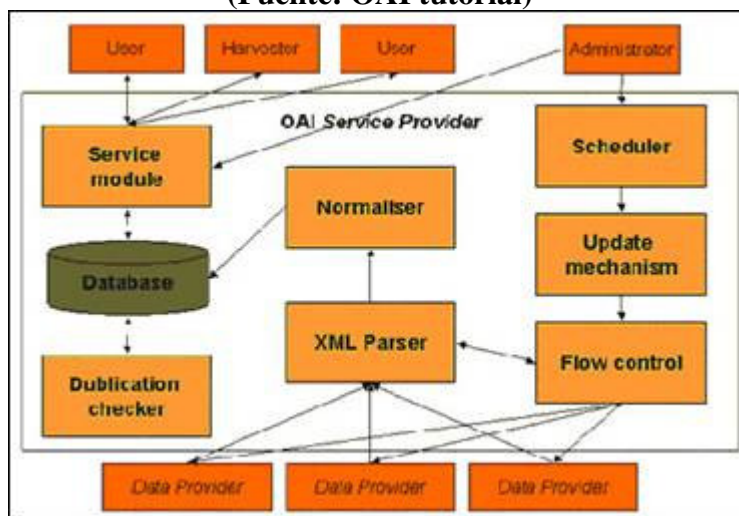 (Fuente: OAI tutorial)
User Harvester User Administrator
OAI Service Provider
Service
module
Scheduler
Normaliser
Update
mechanism
Database
XML Parser
Flow control
Dublication
checker
Data Provider Data Provider Data Provider